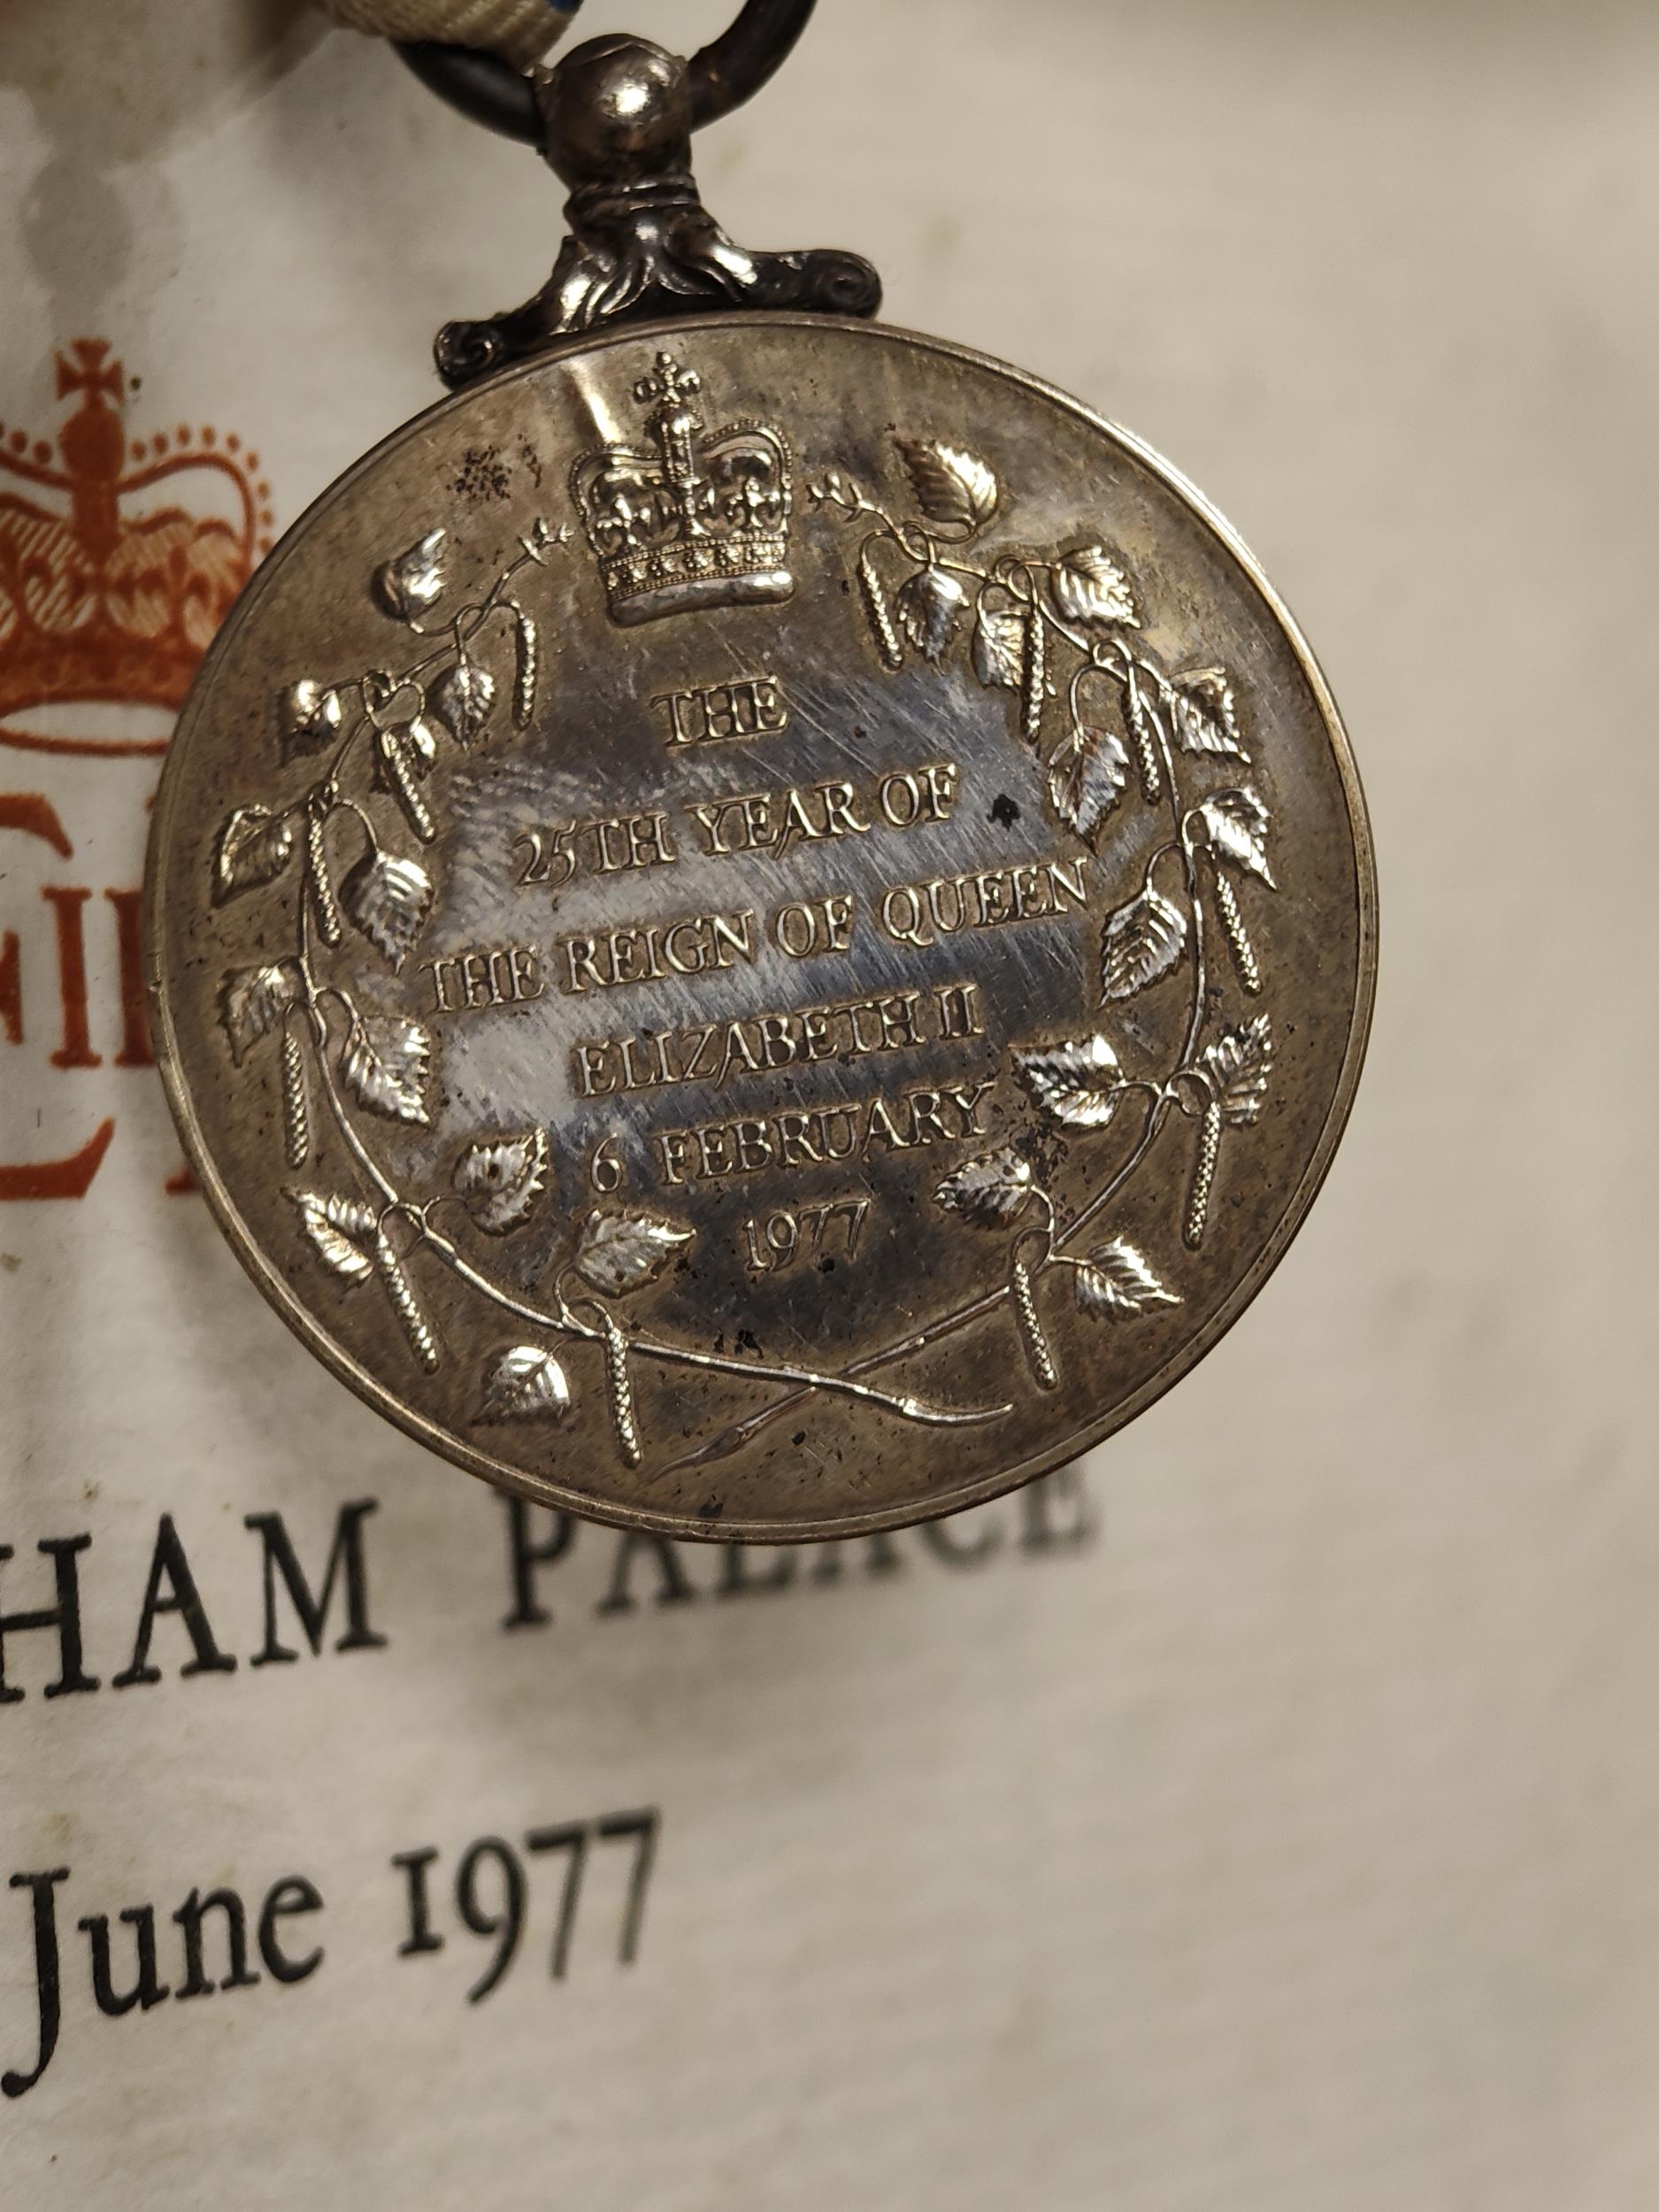 THE
25TH YEAR OF
THE REIGN OF QUEEN
ELIZABETH II
6 FEBRUARY
1977
HAM PALACE
June 1977